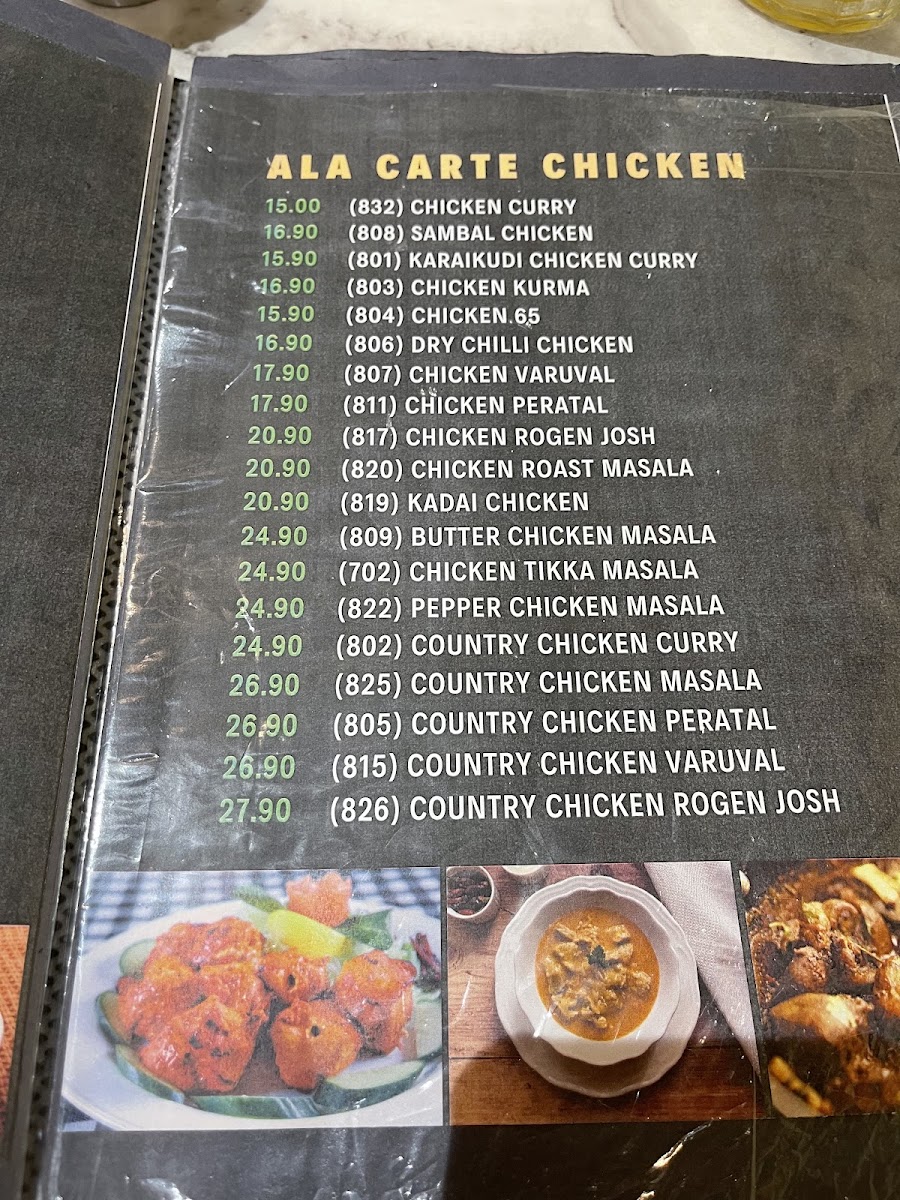 ALA CARTE CHICKEN
15.00 (832) CHICKEN CURRY
16.90 (808) SAMBAL CHICKEN
15.90 (801) KARAIKUDI CHICKEN CURRY
16.90 (803) CHICKEN KURMA
15.90 (804) CHICKEN 65
16.90 (806) DRY CHILLI CHICKEN
17.90 (807) CHICKEN VARUVAL
17.90 (811) CHICKEN PERATAL
20.90 (817) CHICKEN ROGEN JOSH
20.90 (820) CHICKEN ROAST MASALA
20.90 (819) KADAI CHICKEN
24.90 (809) BUTTER CHICKEN MASALA
24.90 (702) CHICKEN TIKKA MASALA
24.90 (822) PEPPER CHICKEN MASALA
24.90 (802) COUNTRY CHICKEN CURRY
26.90 (825) COUNTRY CHICKEN MASALA
26.90 (805) COUNTRY CHICKEN PERATAL
26.90 (815) COUNTRY CHICKEN VARUVAL
27.90 (826) COUNTRY CHICKEN ROGEN JOSH